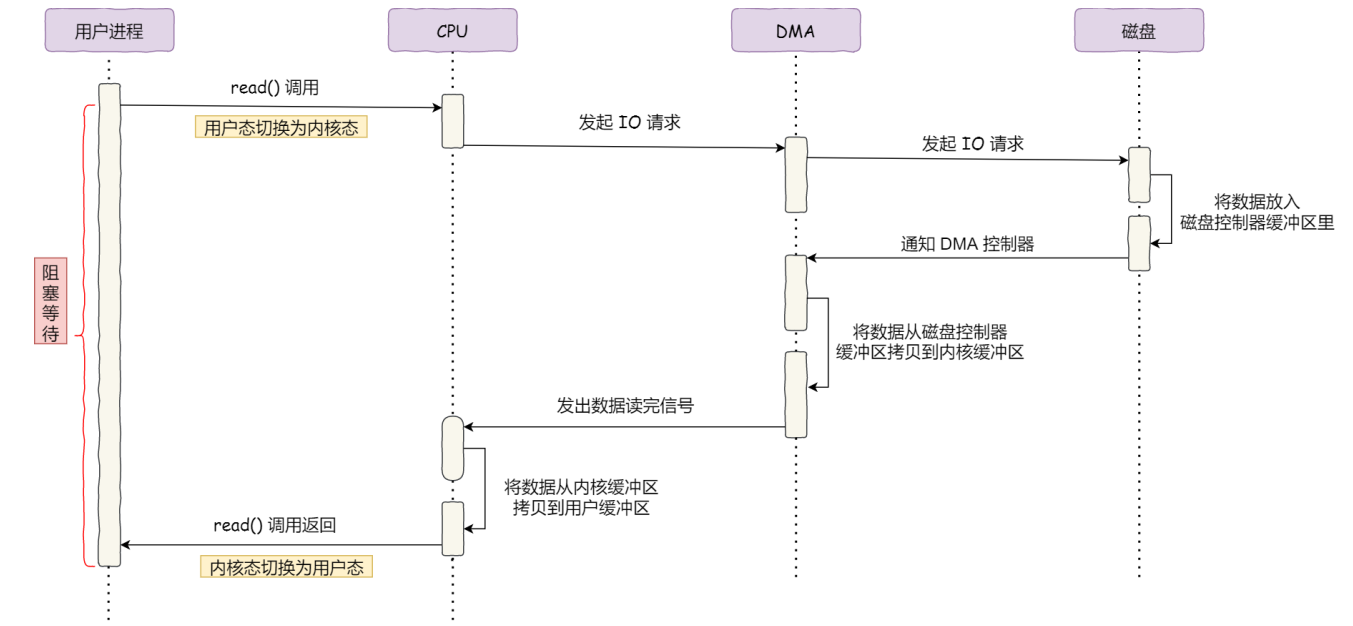 用户进程
CPU
DMA
磁盘
read() 调用
用户态切换为内核态
发起 IO 请求
发起 IO 请求
将数据放入
磁盘控制器缓冲区里
通知 DMA 控制器
阻
塞
等
待
将数据从磁盘控制器
缓冲区拷贝到内核缓冲区
发出数据读完信号
将数据从内核缓冲区
拷贝到用户缓冲区
read() 调用返回
内核态切换为用户态